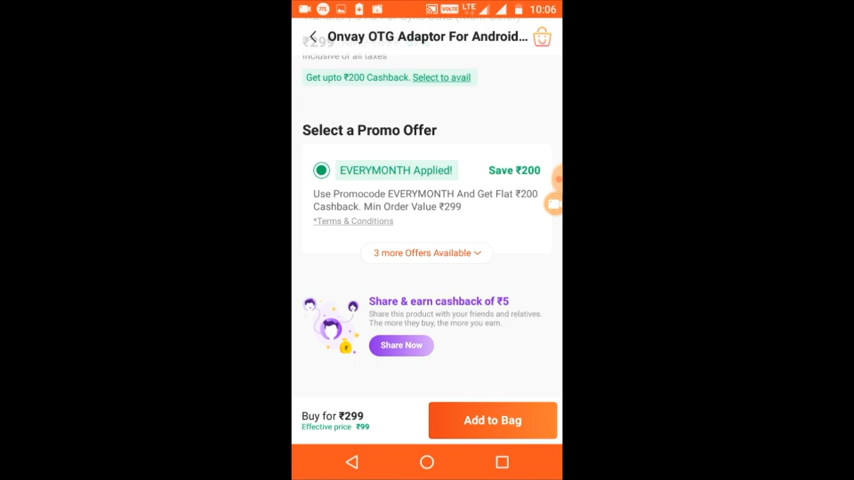 VOLTE LTE 10:06
Onvay OTG Adaptor For Android...
₹299
Inclusive of all taxes
Get upto ₹200 Cashback. Select to avail
Select a Promo Offer
EVERYMONTH Applied! Save ₹200
Use Promocode EVERYMONTH And Get Flat ₹200
Cashback. Min Order Value ₹299
*Terms & Conditions
3 more Offers Available
Share & earn cashback of ₹5
Share this product with your friends and relatives.
The more they buy, the more you earn.
Share Now
Buy for ₹299
Effective price ₹99
Add to Bag